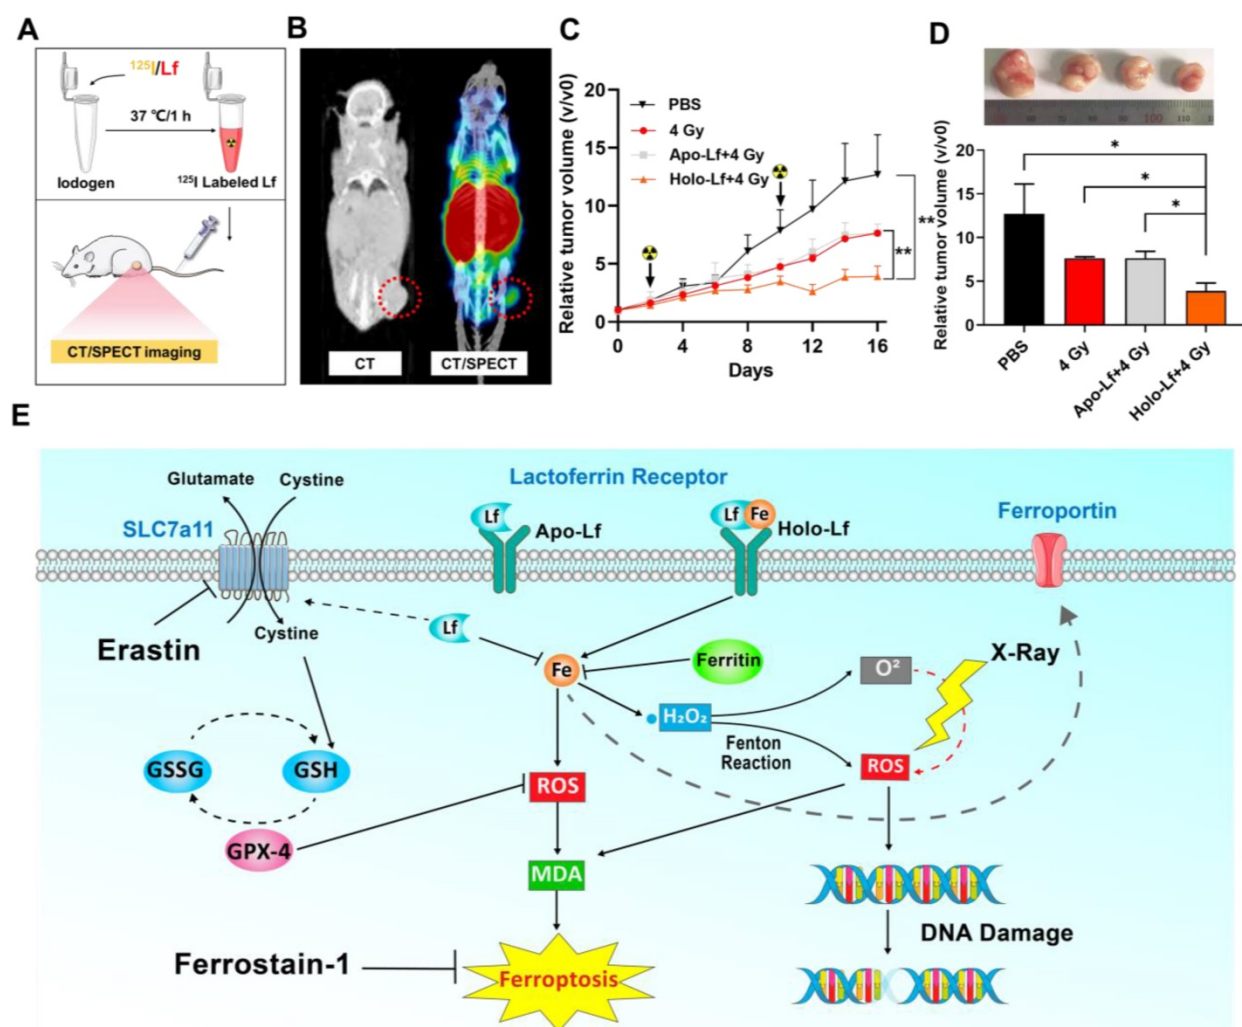 A
125I/Lf
37 ℃/1 h
Iodogen
125I Labeled Lf
CT/SPECT imaging
B
CT
CT/SPECT
C
Relative tumor volume (v/v0)
20
15
10
5
0
PBS
4 Gy
Apo-Lf+4 Gy
Holo-Lf+4 Gy
**
**
0
4
8
12
16
Days
D
100
110
Relative tumor volume (v/v0)
20
15
10
5
0
*
*
*
PBS
4 Gy
Apo-Lf+4 Gy
Holo-Lf+4 Gy
E
Glutamate
Cystine
SLC7a11
Lactoferrin Receptor
Lf
Apo-Lf
Lf
Fe
Holo-Lf
Ferroportin
Cystine
Erastin
Lf
Fe
Ferritin
H₂O₂
O²
X-Ray
Fenton
Reaction
ROS
GSSG
GSH
GPX-4
ROS
MDA
DNA Damage
Ferrostain-1
Ferroptosis